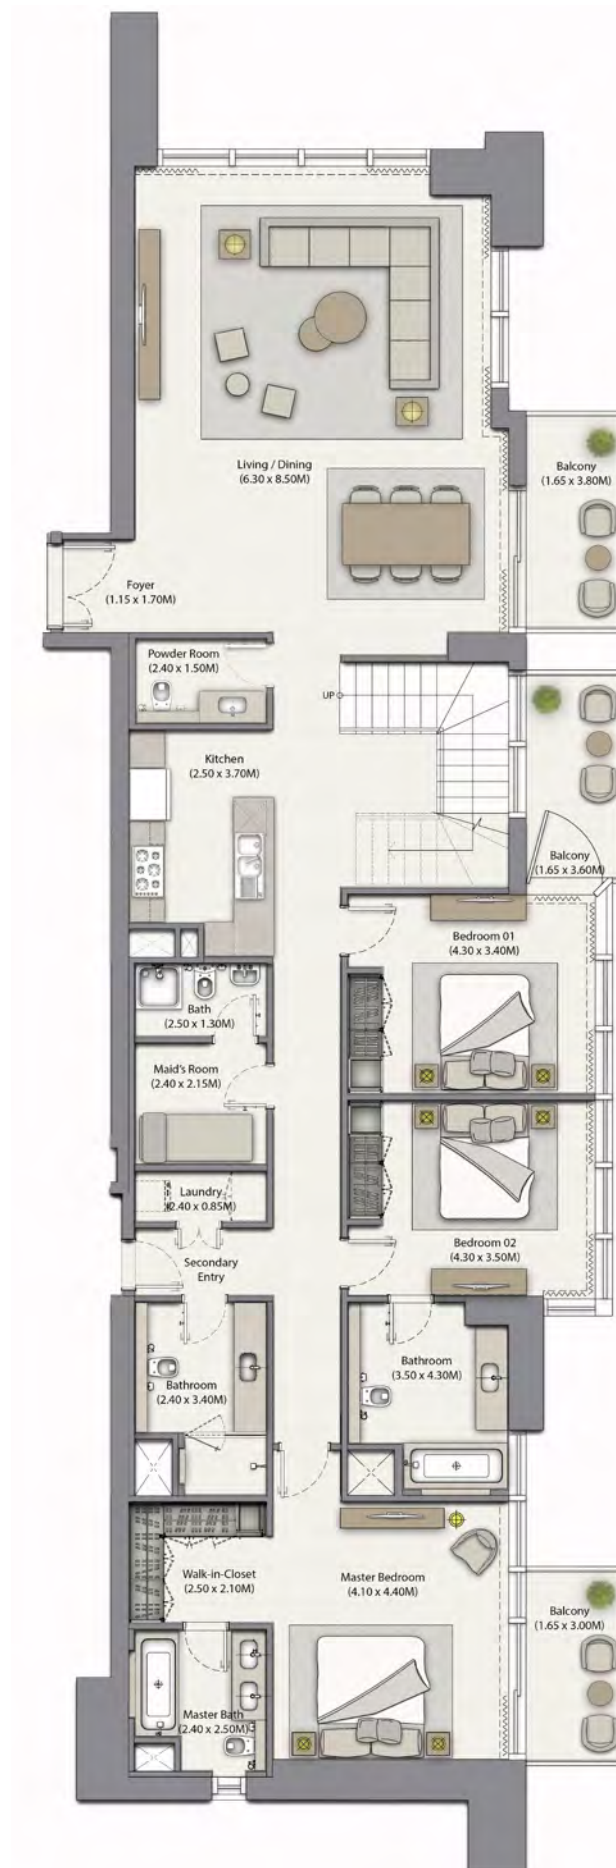 Living / Dining
(6.30 x 8.50M)
Balcony
(1.65 x 3.80M)
Foyer
(1.15 x 1.70M)
Powder Room
(2.40 x 1.50M)
UP
Kitchen
(2.50 x 3.70M)
Balcony
(1.65 x 3.60M)
Bedroom 01
(4.30 x 3.40M)
Bath
(2.50 x 1.30M)
Maid's Room
(2.40 x 2.15M)
Laundry
(2.40 x 0.85M)
Secondary
Entry
Bedroom 02
(4.30 x 3.50M)
Bathroom
(3.50 x 4.30M)
Bathroom
(2.40 x 3.40M)
Walk-in-Closet
(2.50 x 2.10M)
Master Bedroom
(4.10 x 4.40M)
Balcony
(1.65 x 3.00M)
Master Bath
(2.40 x 2.50M)